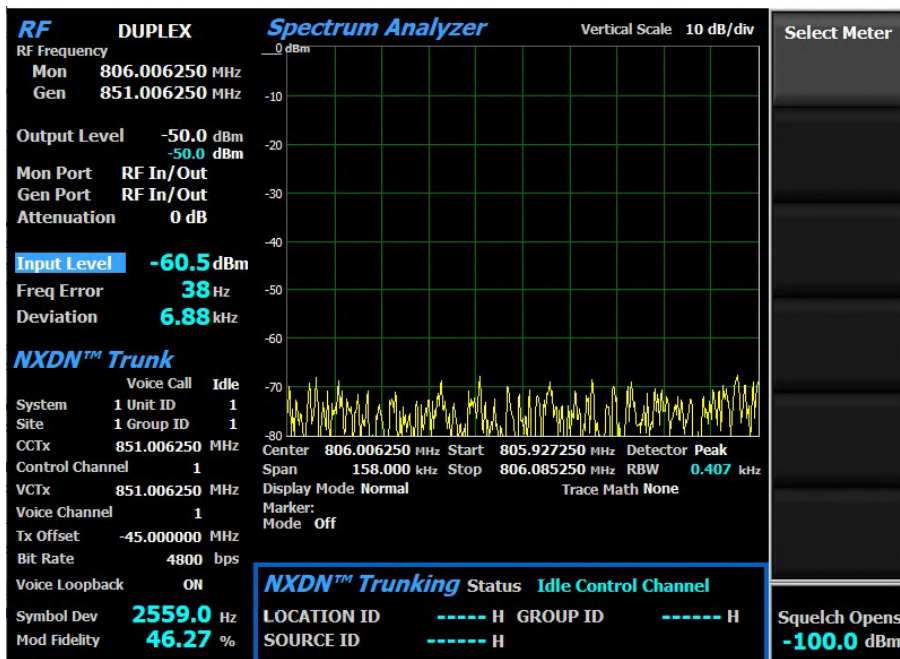 RF DUPLEX
RF Frequency
Mon 806.006250 MHz
Gen 851.006250 MHz
Output Level -50.0 dBm
-50.0 dBm
Mon Port RF In/Out
Gen Port RF In/Out
Attenuation 0 dB
Input Level -60.5 dBm
Freq Error 38 Hz
Deviation 6.88 kHz
NXDN™ Trunk
Voice Call Idle
System 1 Unit ID 1
Site 1 Group ID 1
CCTx 851.006250 MHz
Control Channel 1
VCTx 851.006250 MHz
Voice Channel 1
Tx Offset -45.000000 MHz
Bit Rate 4800 bps
Voice Loopback ON
Symbol Dev 2559.0 Hz
Mod Fidelity 46.27 %
Spectrum Analyzer Vertical Scale 10 dB/div
0 dBm
-10
-20
-30
-40
-50
-60
-70
-80
Center 806.006250 MHz Start 805.927250 MHz Detector Peak
Span 158.000 kHz Stop 806.085250 MHz RBW 0.407 kHz
Display Mode Normal Trace Math None
Marker:
Mode Off
NXDN™ Trunking Status Idle Control Channel
LOCATION ID ----- H GROUP ID ------ H
SOURCE ID ------ H
Select Meter
Squelch Opens
-100.0 dBm